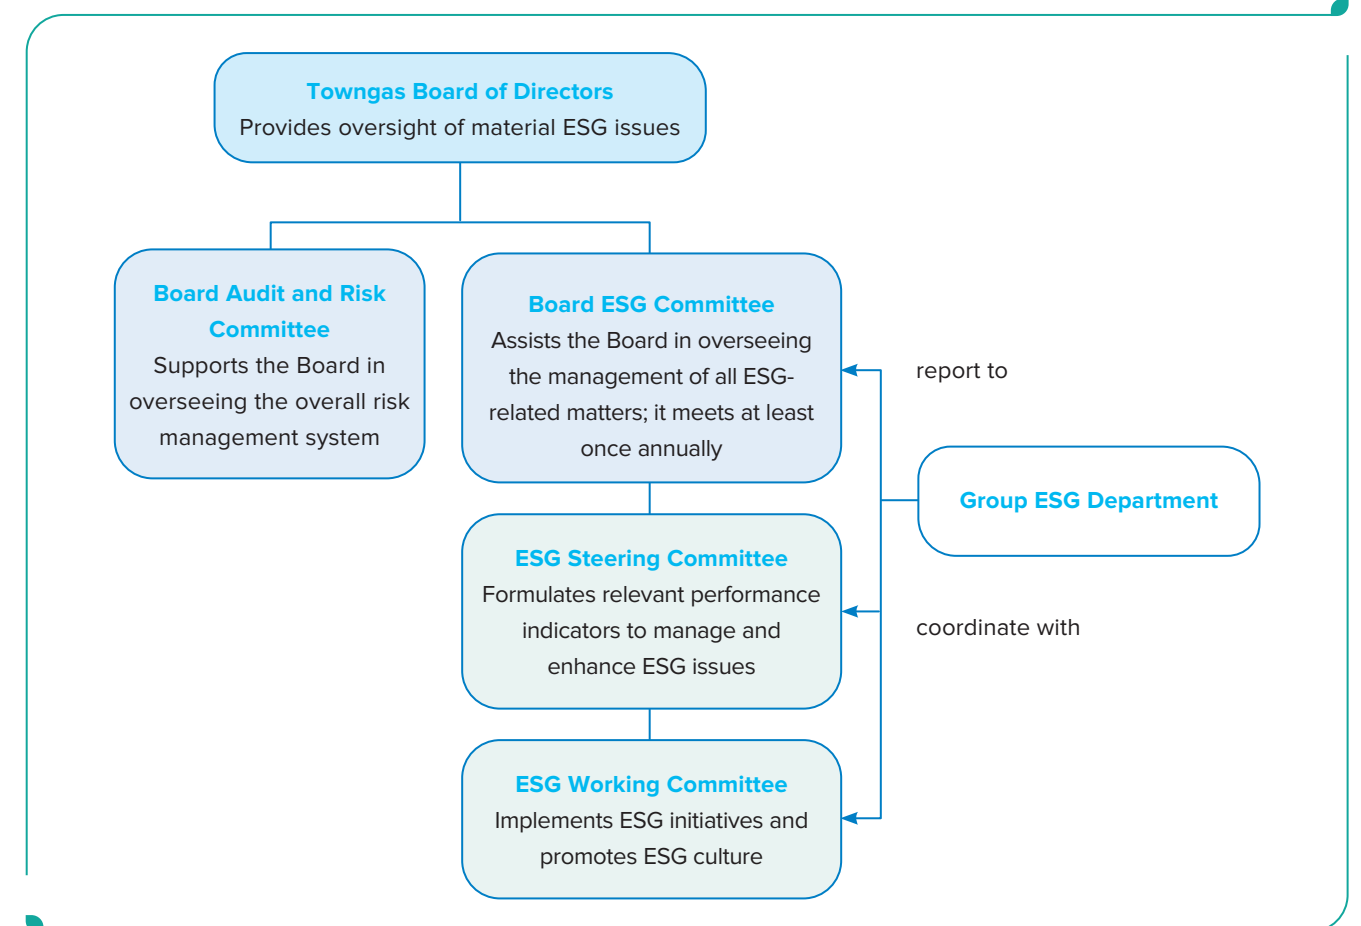 Towngas Board of Directors
Provides oversight of material ESG issues
Board Audit and Risk
Committee
Supports the Board in
overseeing the overall risk
management system
Board ESG Committee
Assists the Board in overseeing
the management of all ESG-
related matters; it meets at least
once annually
report to
Group ESG Department
ESG Steering Committee
Formulates relevant performance
indicators to manage and
enhance ESG issues
coordinate with
ESG Working Committee
Implements ESG initiatives and
promotes ESG culture